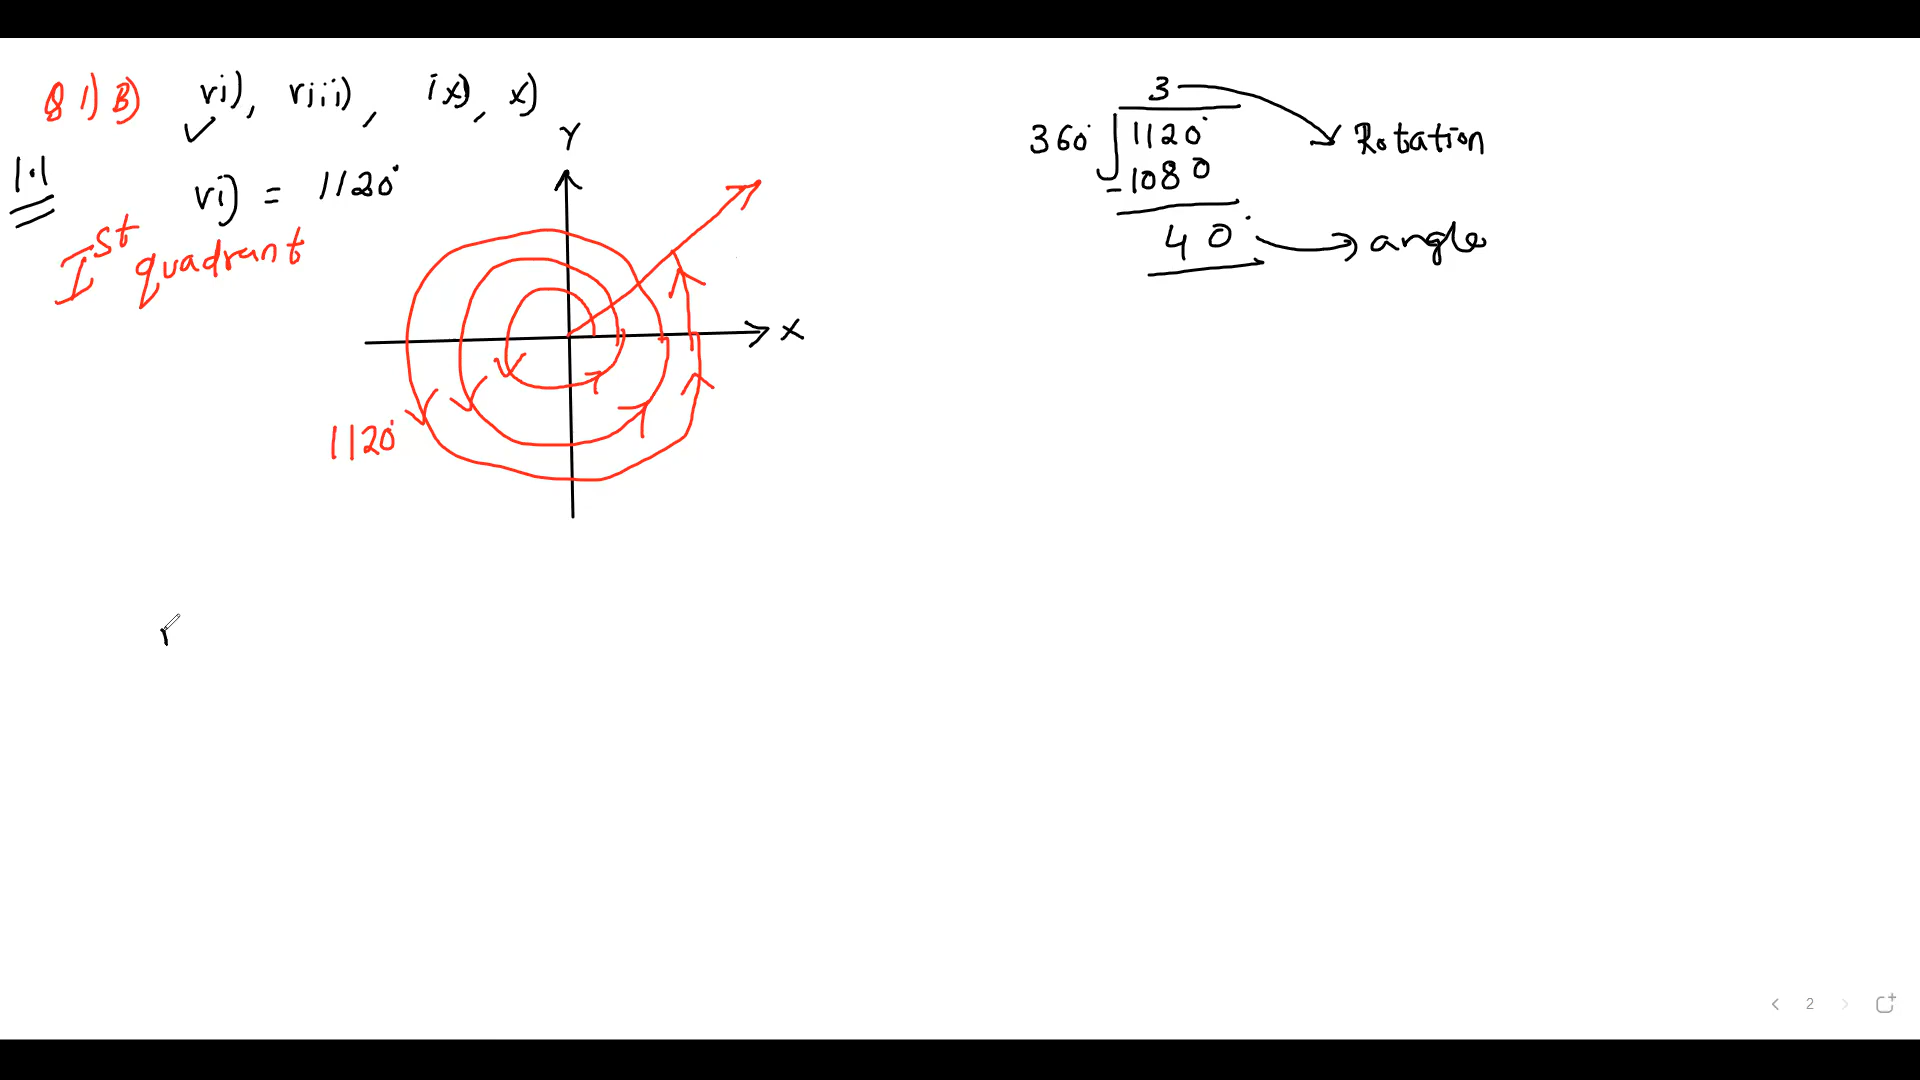 Q 1) B) vi), viii), ix), x)
1.1
vi) = 1120°
Ist quadrant
Y
X
1120°
3 Rotation
360° 1120°
-1080
40° angle
2